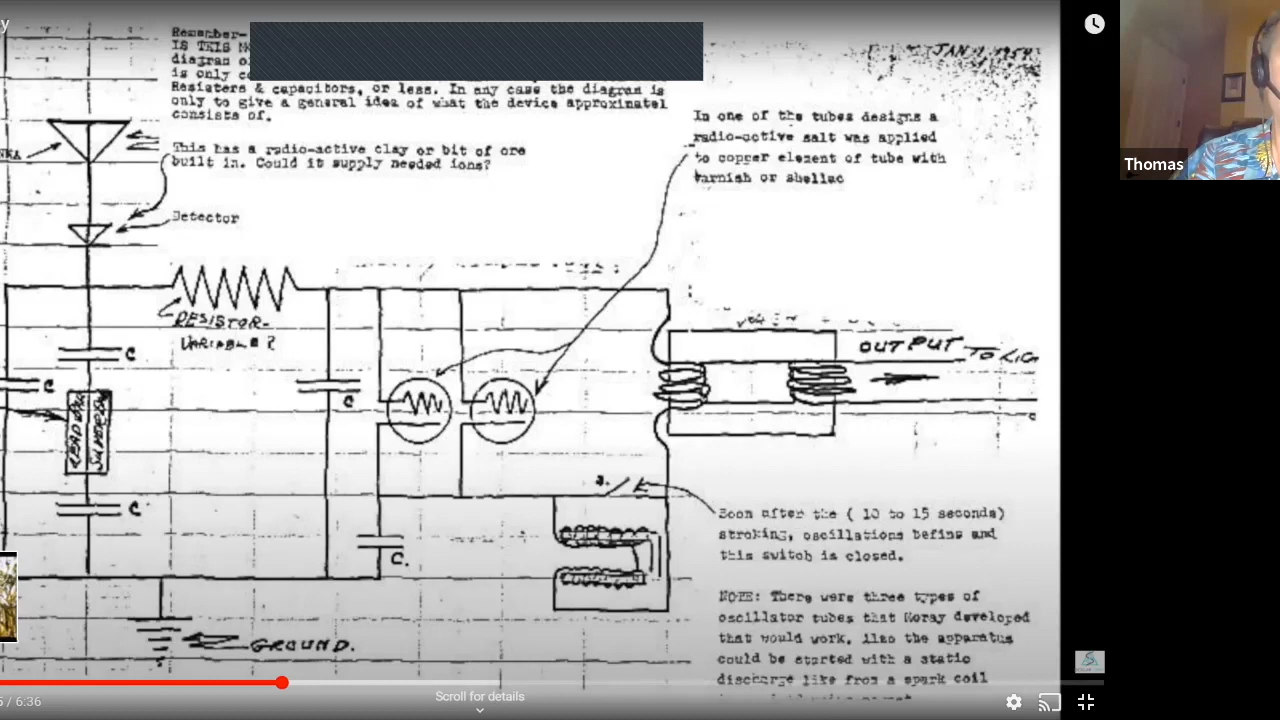 y
JAN 1, 1954
Remember-
IS THIS
diagram
is only
Resisters & capacitors, or less. In any case the diagram is
only to give a general idea of what the device approximatel
consists of.
This has a radio-active clay or bit of ore
built in. Could it supply needed ions?
Detector
In one of the tubes designs a
radio-active salt was applied
to copper element of tube with
varnish or shellac
RESISTOR-
VARIABLE?
C
C
C
OUTPUT TO
C
C.
GROUND.
Soon after the ( 10 to 15 seconds)
stroking, oscillations befins and
this switch is closed.
NOTE: There were three types of
oscillator tubes that Moray developed
that would work. Also the apparatus
could be started with a static
discharge like from a spark coil
/ 6:36
Scroll for details
Thomas